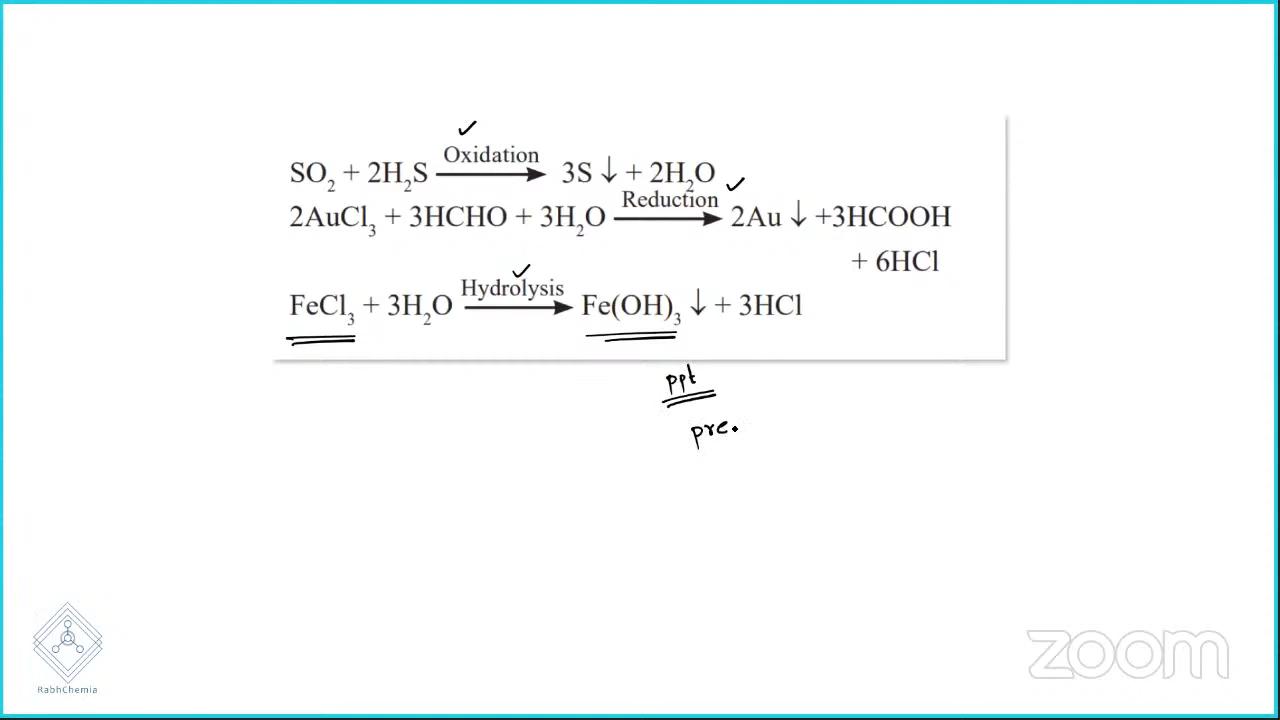 SO₂ + 2H₂S Oxidation 3S ↓ + 2H₂O
2AuCl₃ + 3HCHO + 3H₂O Reduction 2Au ↓ +3HCOOH
+ 6HCl
FeCl₃ + 3H₂O Hydrolysis Fe(OH)₃ ↓ + 3HCl
ppt
pre.
RabhChemia
zoom